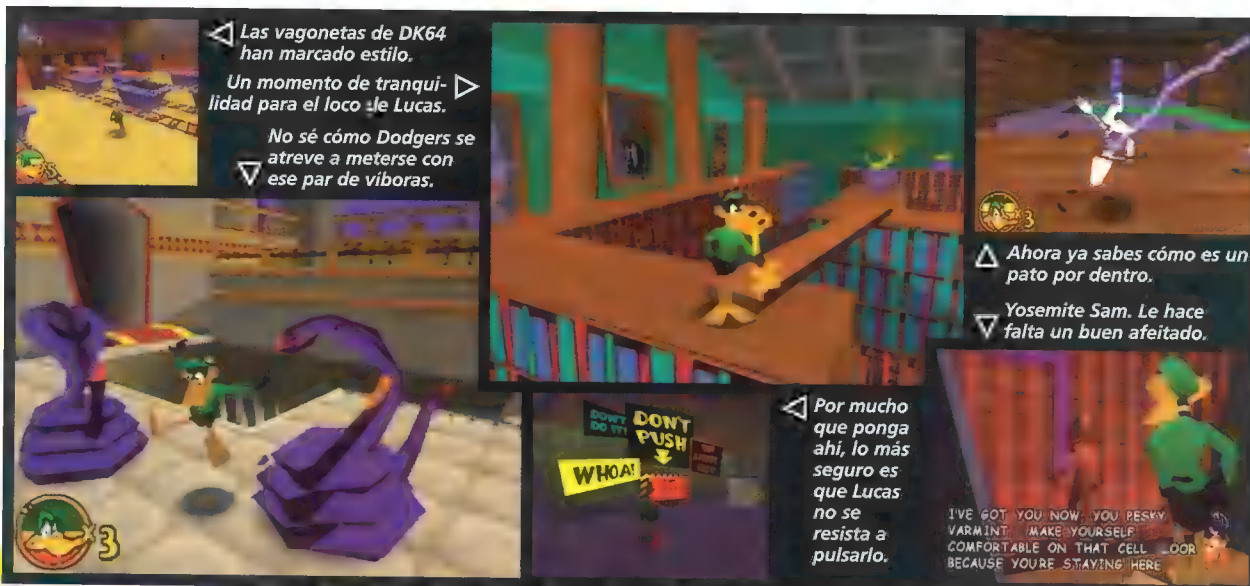 Las vagonetas de DK64
han marcado estilo.
Un momento de tranqui-
lidad para el loco de Lucas.
No sé cómo Dodgers se
atreve a meterse con
ese par de víboras.
3
Ahora ya sabes cómo es un
pato por dentro.
Yosemite Sam. Le hace
falta un buen afeitado.
3
DON'T
DO IT!
DON'T
PUSH
WHOA!
Por mucho
que ponga
ahí, lo más
seguro es
que Lucas
no se
resista a
pulsarlo.
I'VE GOT YOU NOW, YOU PESKY
VARMINT. MAKE YOURSELF
COMFORTABLE ON THAT CELL
BECAUSE YOU'RE STAYING HERE